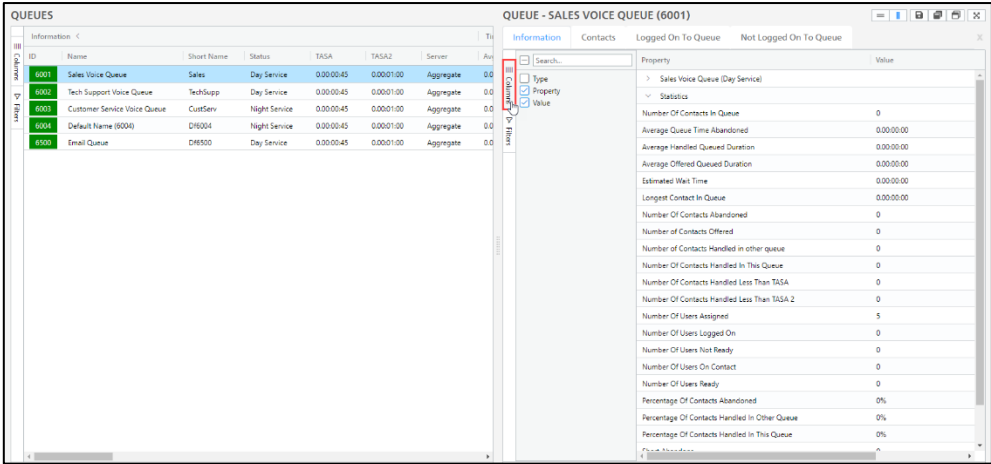 QUEUES
Information <
Ti
ID Name Short Name Status TASA TASA2 Server Av
6001 Sales Voice Queue Sales Day Service 0.00:00:45 0.00:01:00 Aggregate 0.0
6002 Tech Support Voice Queue TechSupp Day Service 0.00:00:45 0.00:01:00 Aggregate 0.0
6003 Customer Service Voice Queue CustServ Night Service 0.00:00:45 0.00:01:00 Aggregate 0.0
6004 Default Name (6004) Df6004 Night Service 0.00:00:45 0.00:01:00 Aggregate 0.0
6500 Email Queue Df6500 Day Service 0.00:00:45 0.00:01:00 Aggregate 0.0
Columns
Filters
QUEUE - SALES VOICE QUEUE (6001)
Information Contacts Logged On To Queue Not Logged On To Queue
Columns
Filters
Search...
Type
Property
Value
Property Value
> Sales Voice Queue (Day Service)
Statistics
Number Of Contacts In Queue 0
Average Queue Time Abandoned 0.00:00:00
Average Handled Queued Duration 0.00:00:00
Average Offered Queued Duration 0.00:00:00
Estimated Wait Time 0.00:00:00
Longest Contact In Queue 0.00:00:00
Number Of Contacts Abandoned 0
Number of Contacts Offered 0
Number of Contacts Handled in other queue 0
Number Of Contacts Handled In This Queue 0
Number Of Contacts Handled Less Than TASA 0
Number Of Contacts Handled Less Than TASA 2 0
Number Of Users Assigned 5
Number Of Users Logged On 0
Number Of Users Not Ready 0
Number Of Users On Contact 0
Number Of Users Ready 0
Percentage Of Contacts Abandoned 0%
Percentage Of Contacts Handled In Other Queue 0%
Percentage Of Contacts Handled In This Queue 0%